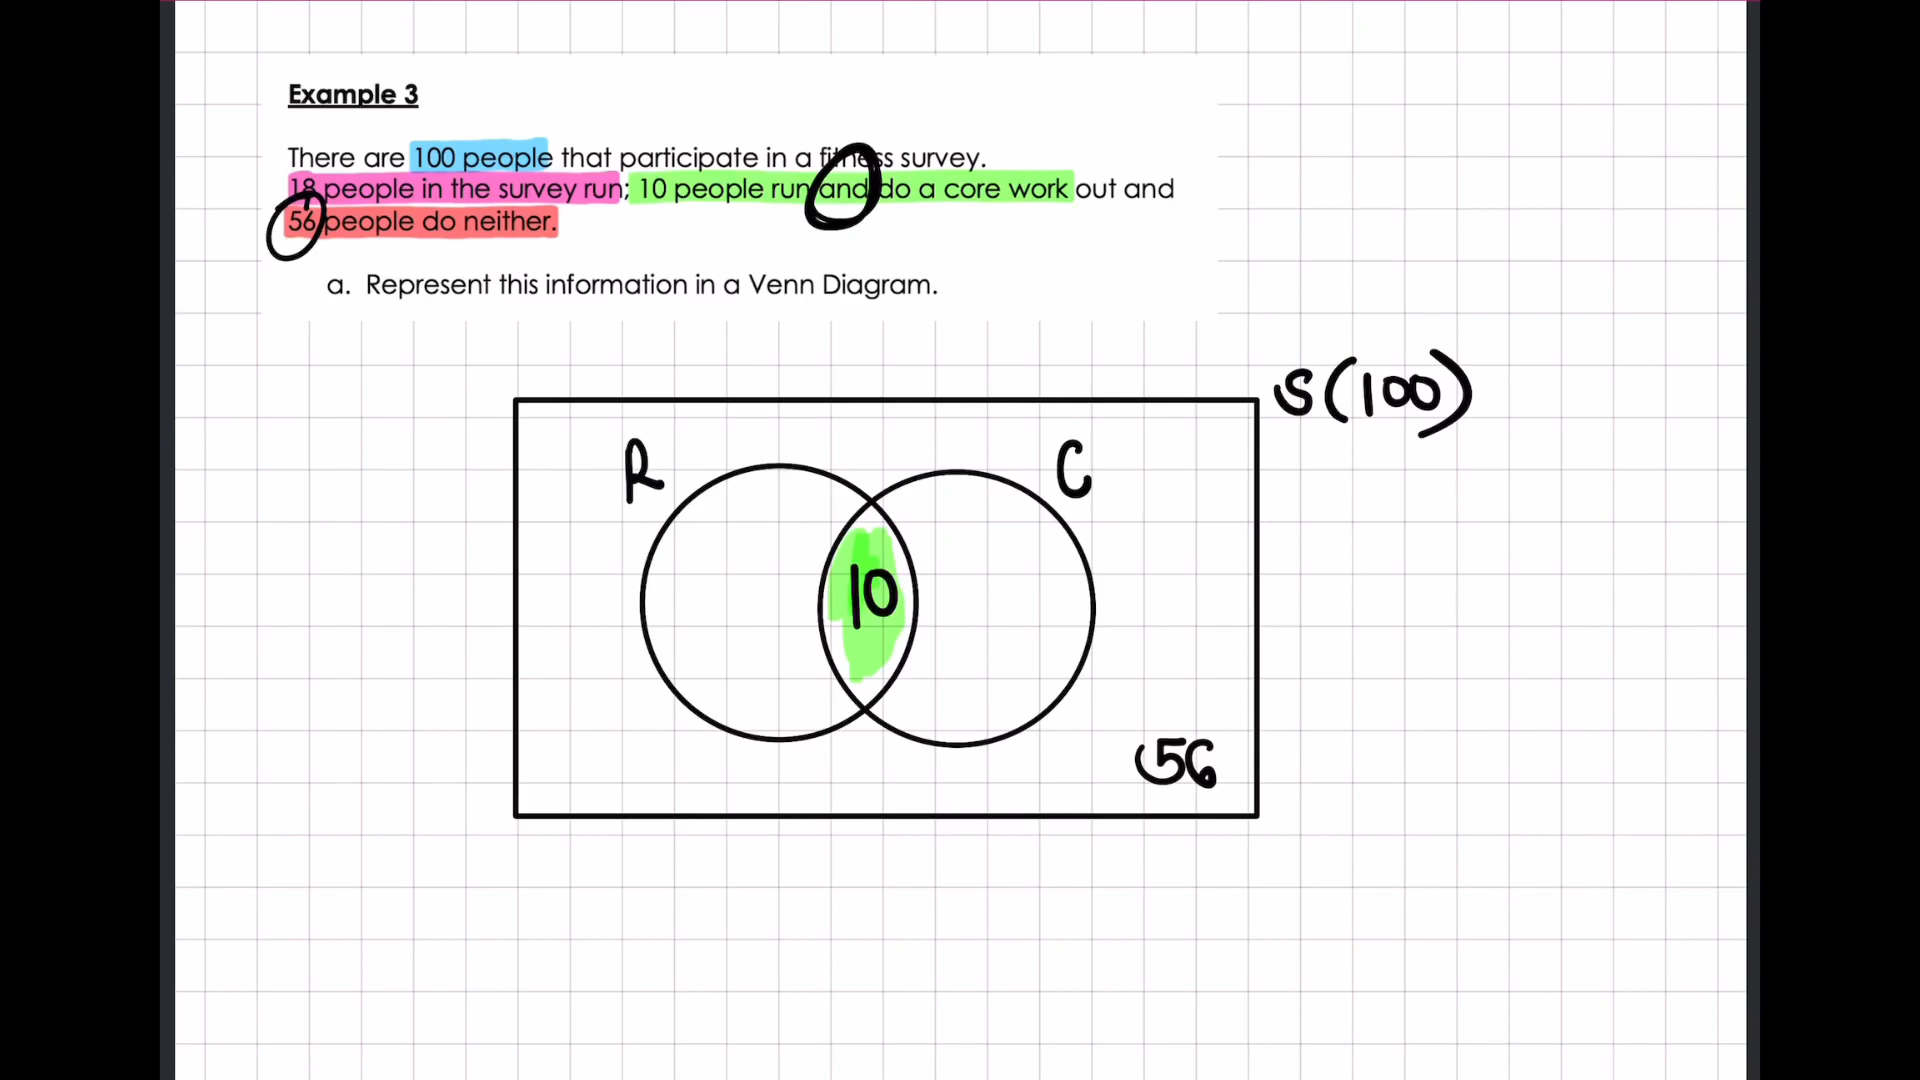 Example 3
There are 100 people that participate in a fitness survey.
18 people in the survey run; 10 people run and do a core work out and
56 people do neither.
a. Represent this information in a Venn Diagram.
S(100)
R
C
10
56